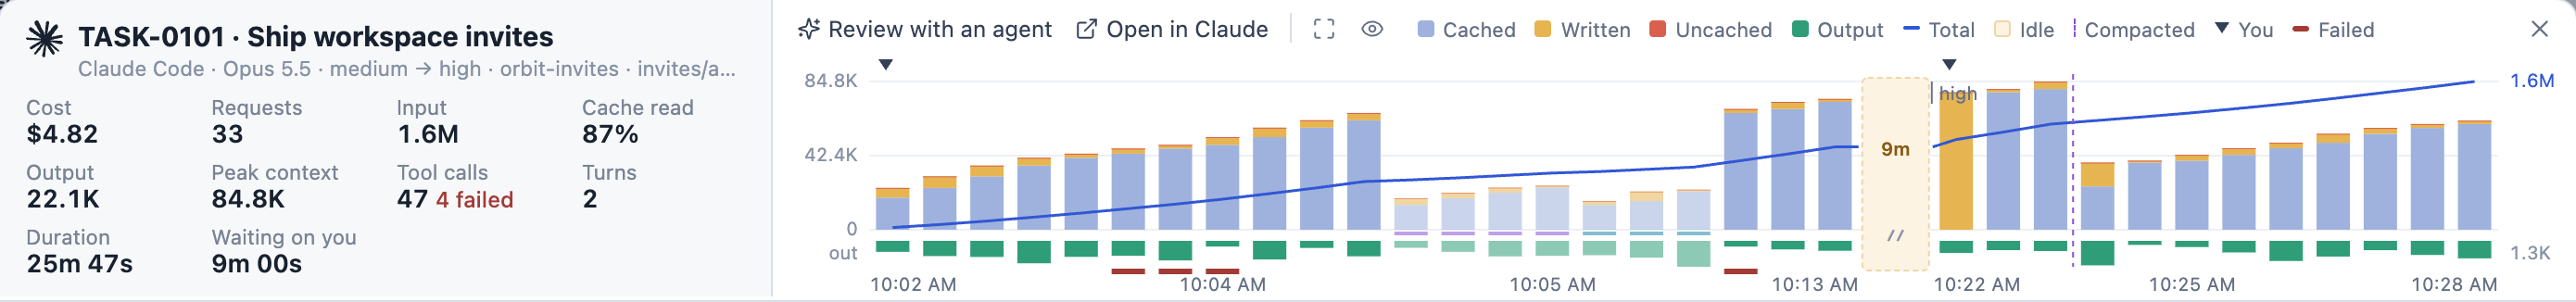 TASK-0101 · Ship workspace invites
Claude Code · Opus 5.5 · medium → high · orbit-invites · invites/a...
Cost
$4.82
Requests
33
Input
1.6M
Cache read
87%
Output
22.1K
Peak context
84.8K
Tool calls
47 4 failed
Turns
2
Duration
25m 47s
Waiting on you
9m 00s
Review with an agent
Open in Claude
Cached
Written
Uncached
Output
Total
Idle
Compacted
You
Failed
84.8K
42.4K
0
out
9m
high
1.6M
1.3K
10:02 AM
10:04 AM
10:05 AM
10:13 AM
10:22 AM
10:25 AM
10:28 AM